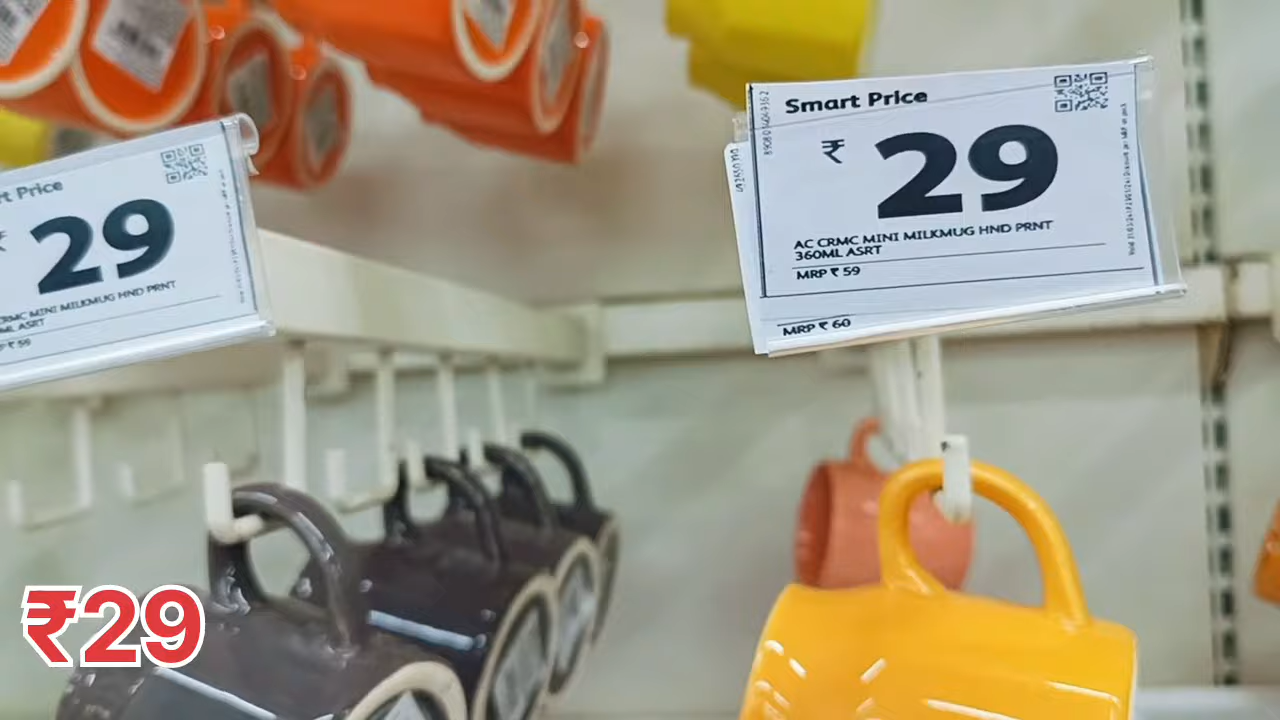 rt Price
₹ 29
CRMC MINI MILKMUG HND PRNT
ML ASRT
₹ 59
Smart Price
₹ 29
AC CRMC MINI MILKMUG HND PRNT
360ML ASRT
MRP ₹ 59
MRP ₹ 60
₹29